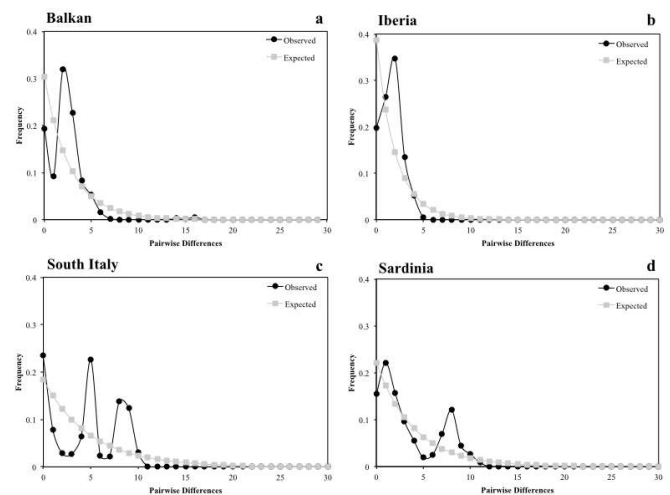 Balkan a
0.4
0.3
0.2
0.1
0
Frequency
Observed
Expected
0 5 10 15 20 25 30
Pairwise Differences
Iberia b
0.4
0.3
0.2
0.1
0
Frequency
Observed
Expected
0 5 10 15 20 25 30
Pairwise Differences
South Italy c
0.4
0.3
0.2
0.1
0
Frequency
Observed
Expected
0 5 10 15 20 25 30
Pairwise Differences
Sardinia d
0.4
0.3
0.2
0.1
0
Frequency
Observed
Expected
0 5 10 15 20 25 30
Pairwise Differences